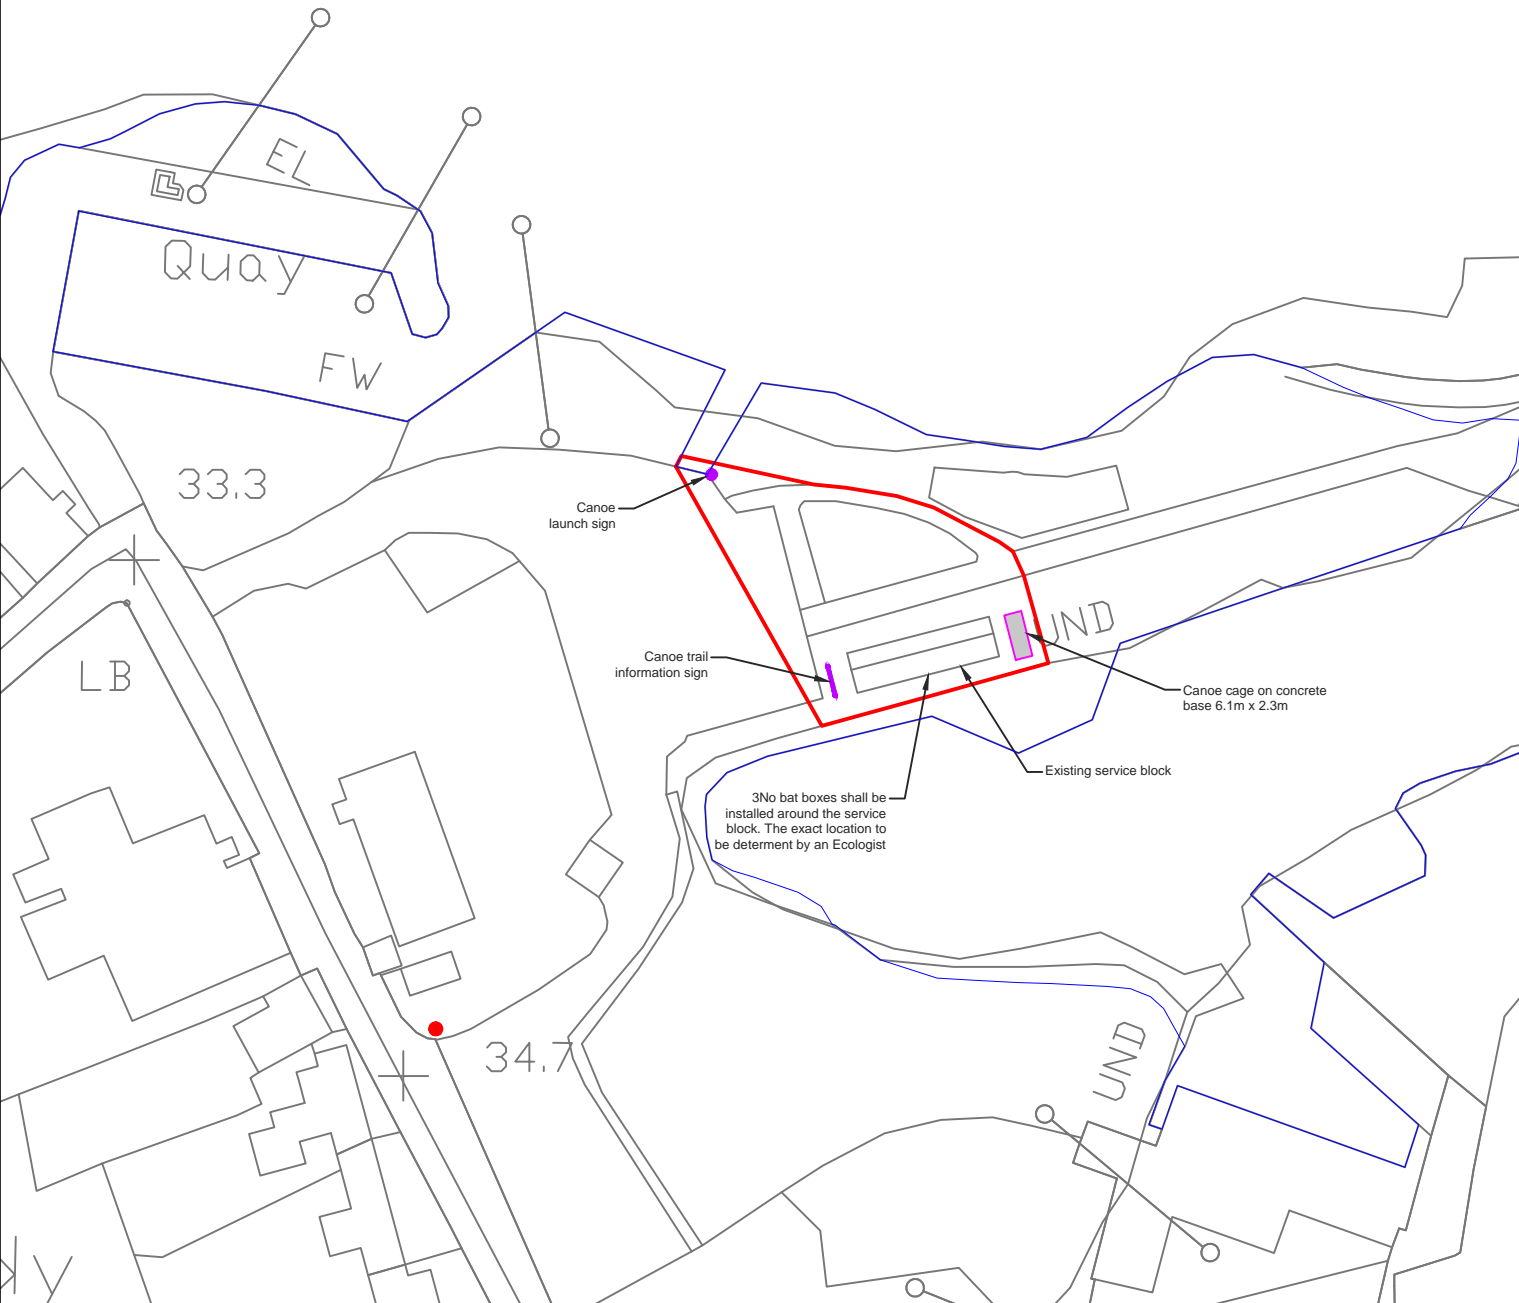 EL
Quay
FW
33.3
Canoe
launch sign
UND
Canoe trail
information sign
LB
Canoe cage on concrete
base 6.1m x 2.3m
Existing service block
3No bat boxes shall be
installed around the service
block. The exact location to
be determent by an Ecologist
34.7
UND